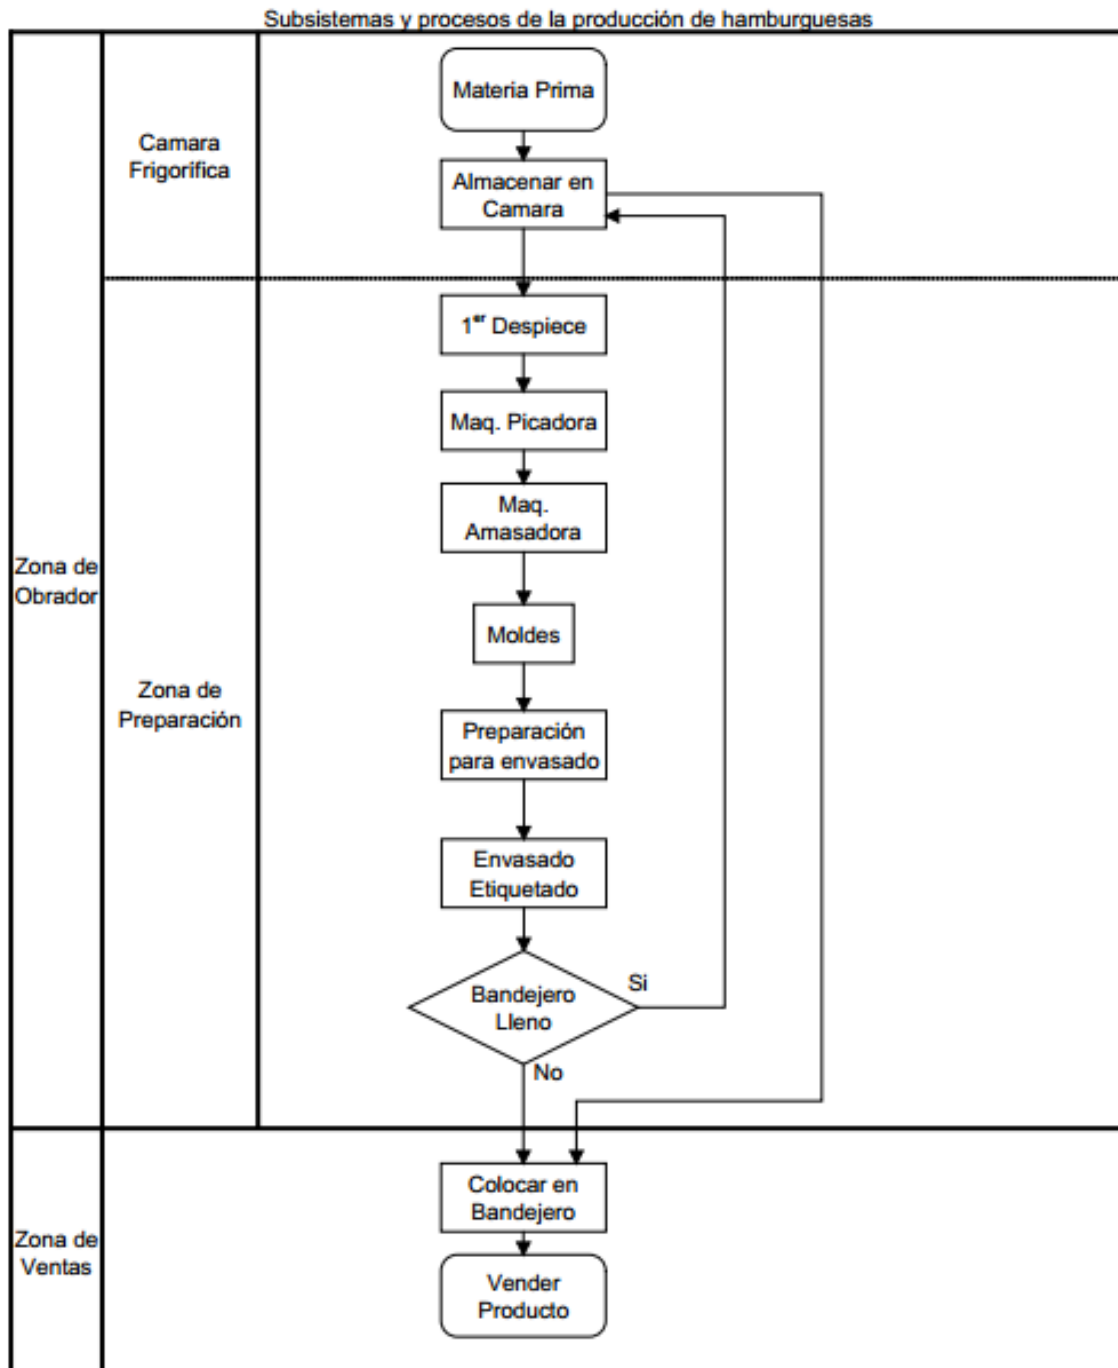 Subsistemas y procesos de la producción de hamburguesas
Materia Prima
Camara
Frigorífica
Almacenar en
Camara
1er Despiece
Maq. Picadora
Maq.
Amasadora
Zona de
Obrador
Moldes
Zona de
Preparación
Preparación
para envasado
Envasado
Etiquetado
Bandejero
Lleno
Si
No
Colocar en
Bandejero
Zona de
Ventas
Vender
Producto